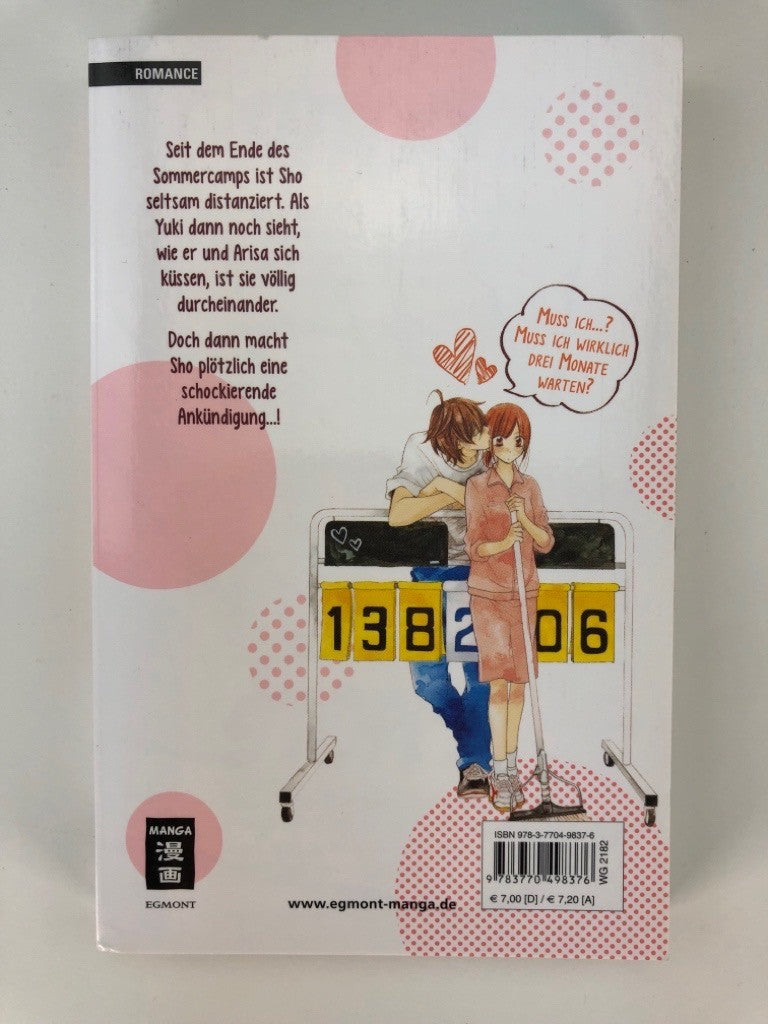 ROMANCE
Seit dem Ende des
Sommercamps ist Sho
seltsam distanziert. Als
Yuki dann noch sieht,
wie er und Arisa sich
küssen, ist sie völlig
durcheinander.
Doch dann macht
Sho plötzlich eine
schockierende
Ankündigung...!
MUSS ICH...?
MUSS ICH WIRKLICH
DREI MONATE
WARTEN?
138 2 06
MANGA
漫画
EGMONT
www.egmont-manga.de
ISBN 978-3-7704-9837-6
9 783770 498376
WG 2182
€ 7,00 [D] / € 7,20 [A]